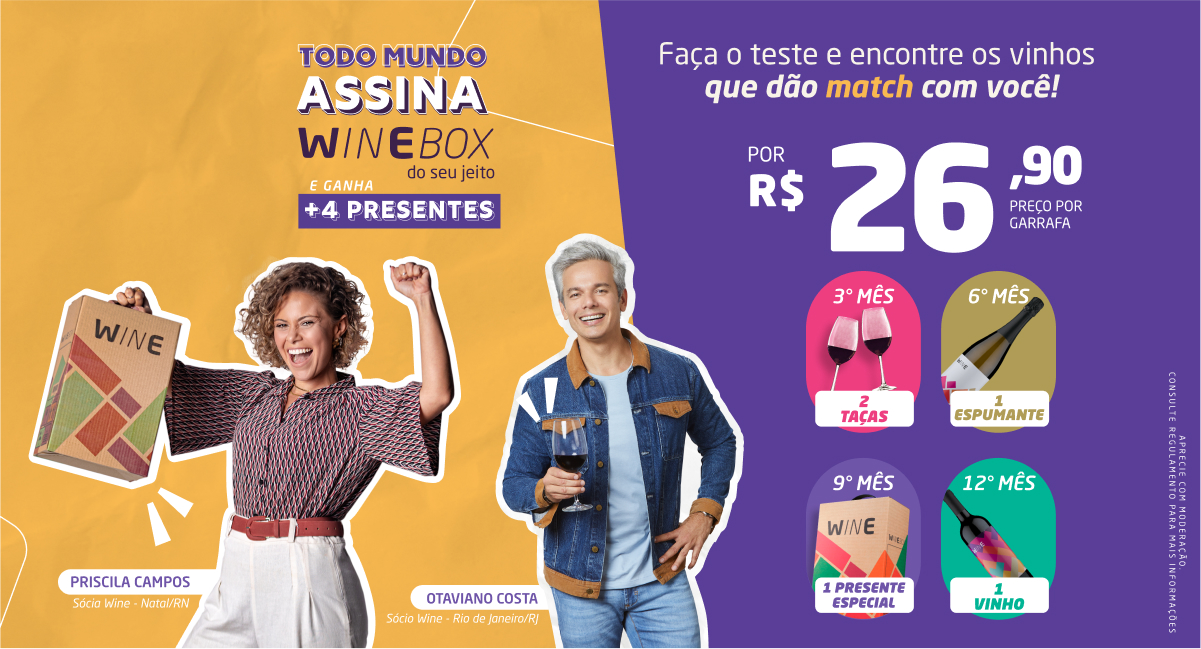 TODO MUNDO
ASSINA
WINEBOX
do seu jeito
E GANHA
+4 PRESENTES
Faça o teste e encontre os vinhos
que dão match com você!
POR
R$ 26,90
PREÇO POR
GARRAFA
3° MÊS
2
TAÇAS
6° MÊS
WINE
1
ESPUMANTE
9° MÊS
WINE
WINE
1 PRESENTE
ESPECIAL
12° MÊS
1
VINHO
WINE
PRISCILA CAMPOS
Sócia Wine - Natal/RN
OTAVIANO COSTA
Sócio Wine - Rio de Janeiro/RJ
APRECIE COM MODERAÇÃO.
CONSULTE REGULAMENTO PARA MAIS INFORMAÇÕES